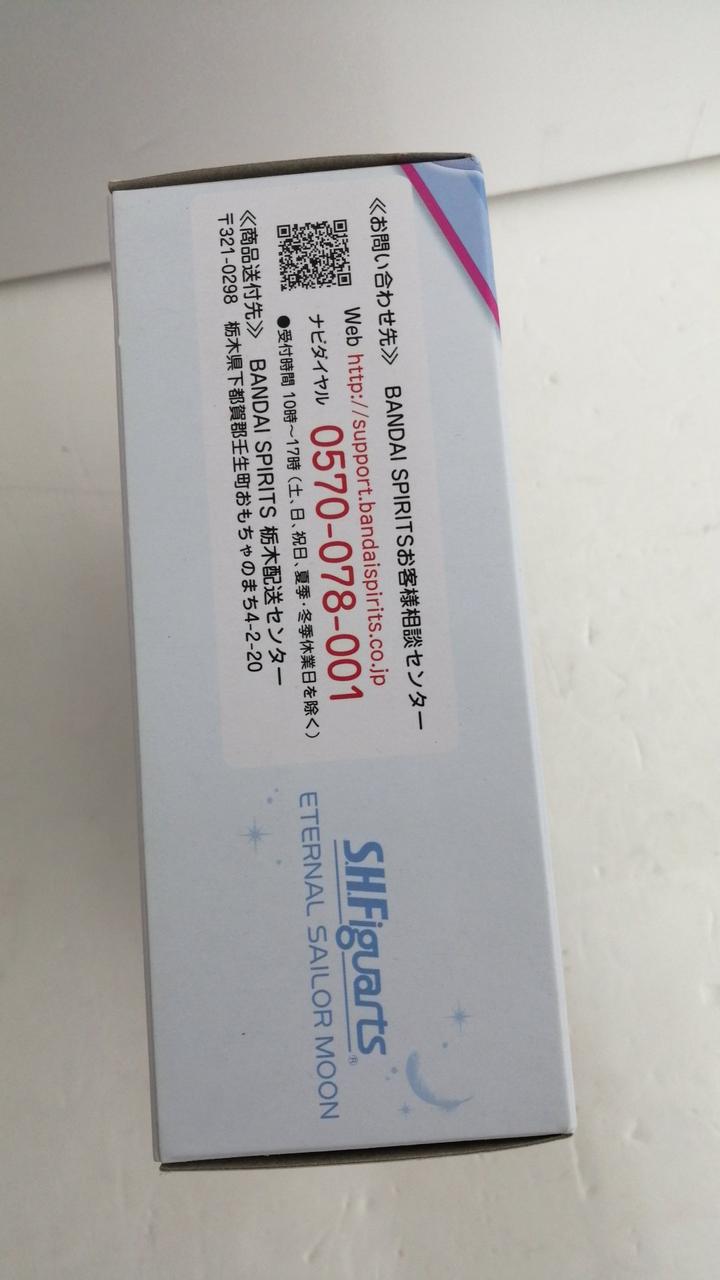 《お問い合わせ先》 BANDAI SPIRITSお客様相談センター
Web http://support.bandaispirits.co.jp
ナビダイヤル 0570-078-001
●受付時間 10時〜17時（土、日、祝日、夏季・冬季休業日を除く）
《商品送付先》 BANDAI SPIRITS 栃木配送センター
〒321-0298 栃木県下都賀郡壬生町おもちゃのまち4-2-20
S.H.Figuarts®
ETERNAL SAILOR MOON